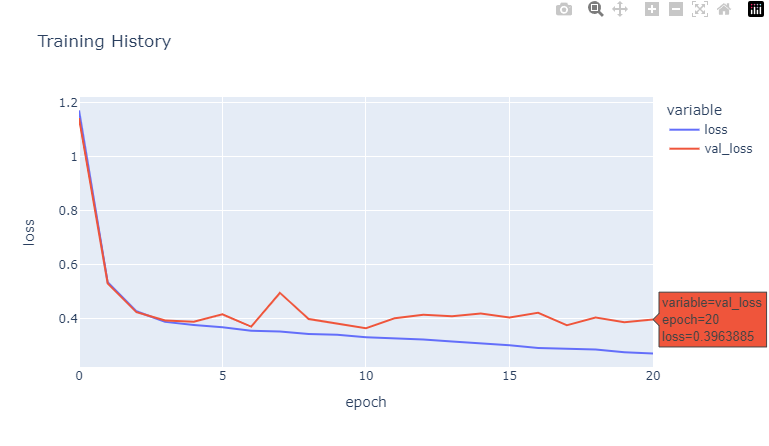 Training History
variable
loss
val_loss
1.2
1
0.8
0.6
0.4
loss
0
5
10
15
20
epoch
variable=val_loss
epoch=20
loss=0.3963885